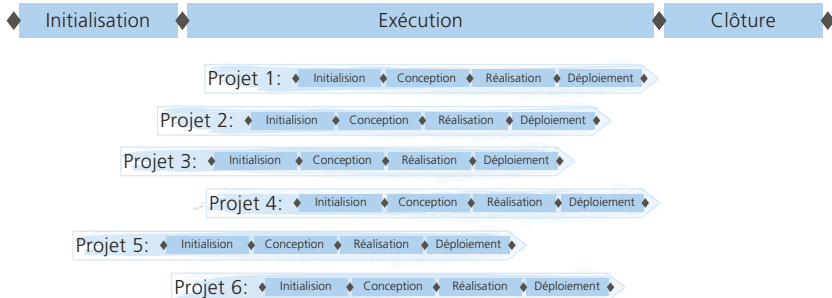 Initialisation Exécution Clôture
Projet 1: Initialision Conception Réalisation Déploiement
Projet 2: Initialision Conception Réalisation Déploiement
Projet 3: Initialision Conception Réalisation Déploiement
Projet 4: Initialision Conception Réalisation Déploiement
Projet 5: Initialision Conception Réalisation Déploiement
Projet 6: Initialision Conception Réalisation Déploiement